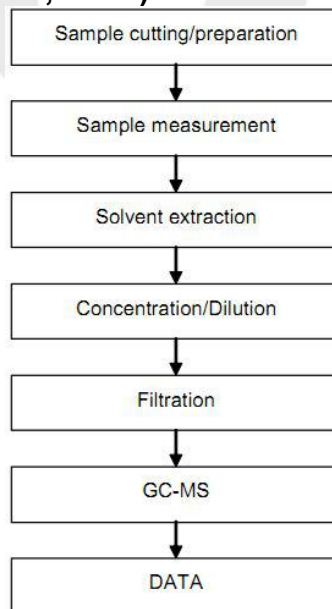 Sample cutting/preparation
Sample measurement
Solvent extraction
Concentration/Dilution
Filtration
GC-MS
DATA